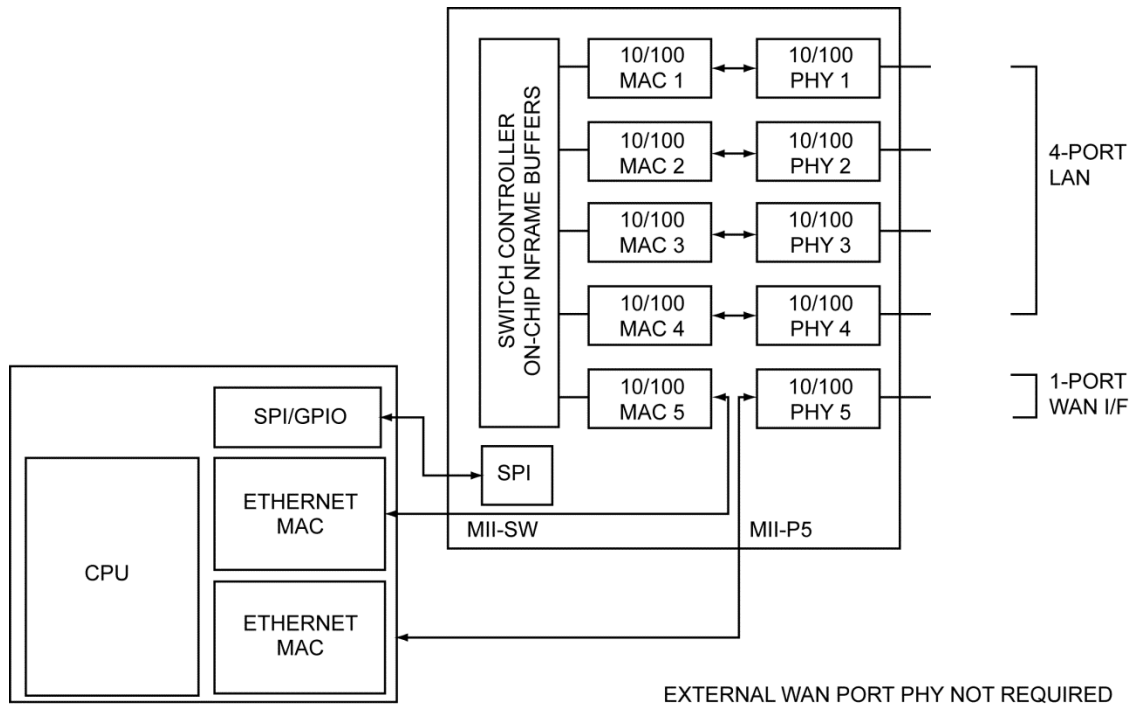 SWITCH CONTROLLER
ON-CHIP NFRAME BUFFERS
10/100
MAC 1
10/100
PHY 1
10/100
MAC 2
10/100
PHY 2
10/100
MAC 3
10/100
PHY 3
10/100
MAC 4
10/100
PHY 4
10/100
MAC 5
10/100
PHY 5
4-PORT
LAN
1-PORT
WAN I/F
SPI
MII-SW
MII-P5
SPI/GPIO
CPU
ETHERNET
MAC
ETHERNET
MAC
EXTERNAL WAN PORT PHY NOT REQUIRED